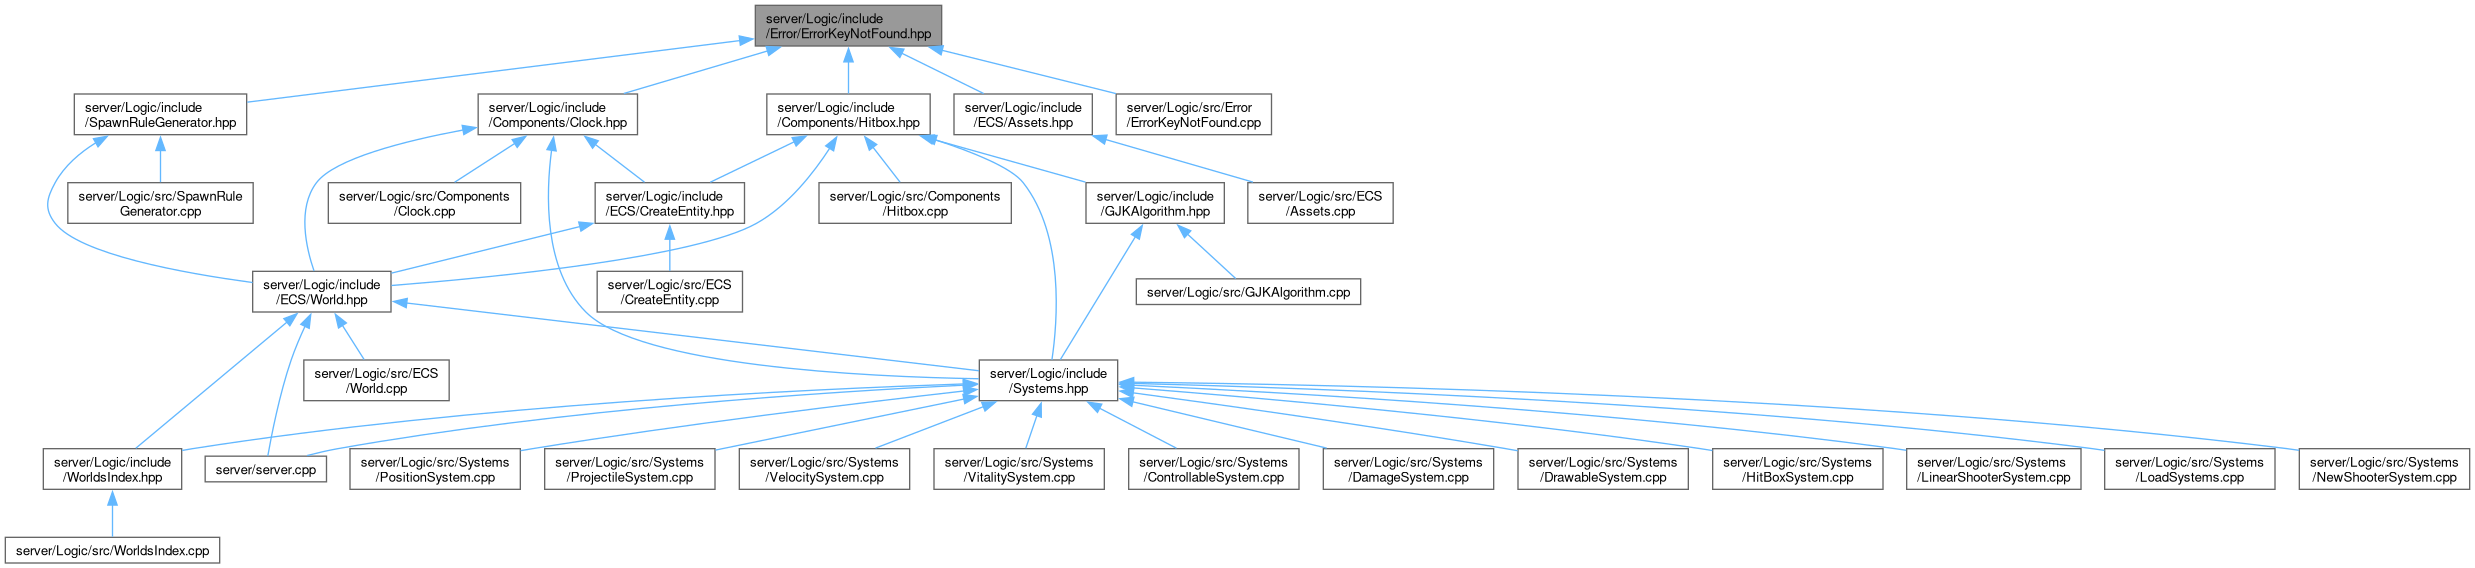 server/Logic/include
/Error/ErrorKeyNotFound.hpp
server/Logic/include
/SpawnRuleGenerator.hpp
server/Logic/include
/Components/Clock.hpp
server/Logic/include
/Components/Hitbox.hpp
server/Logic/include
/ECS/Assets.hpp
server/Logic/src/Error
/ErrorKeyNotFound.cpp
server/Logic/src/SpawnRule
Generator.cpp
server/Logic/src/Components
/Clock.cpp
server/Logic/include
/ECS/CreateEntity.hpp
server/Logic/src/Components
/Hitbox.cpp
server/Logic/include
/GJKAlgorithm.hpp
server/Logic/src/ECS
/Assets.cpp
server/Logic/include
/ECS/World.hpp
server/Logic/src/ECS
/CreateEntity.cpp
server/Logic/src/GJKAlgorithm.cpp
server/Logic/src/ECS
/World.cpp
server/Logic/include
/Systems.hpp
server/Logic/include
/WorldsIndex.hpp
server/server.cpp
server/Logic/src/Systems
/PositionSystem.cpp
server/Logic/src/Systems
/ProjectileSystem.cpp
server/Logic/src/Systems
/VelocitySystem.cpp
server/Logic/src/Systems
/VitalitySystem.cpp
server/Logic/src/Systems
/ControllableSystem.cpp
server/Logic/src/Systems
/DamageSystem.cpp
server/Logic/src/Systems
/DrawableSystem.cpp
server/Logic/src/Systems
/HitBoxSystem.cpp
server/Logic/src/Systems
/LinearShooterSystem.cpp
server/Logic/src/Systems
/LoadSystems.cpp
server/Logic/src/Systems
/NewShooterSystem.cpp
server/Logic/src/WorldsIndex.cpp